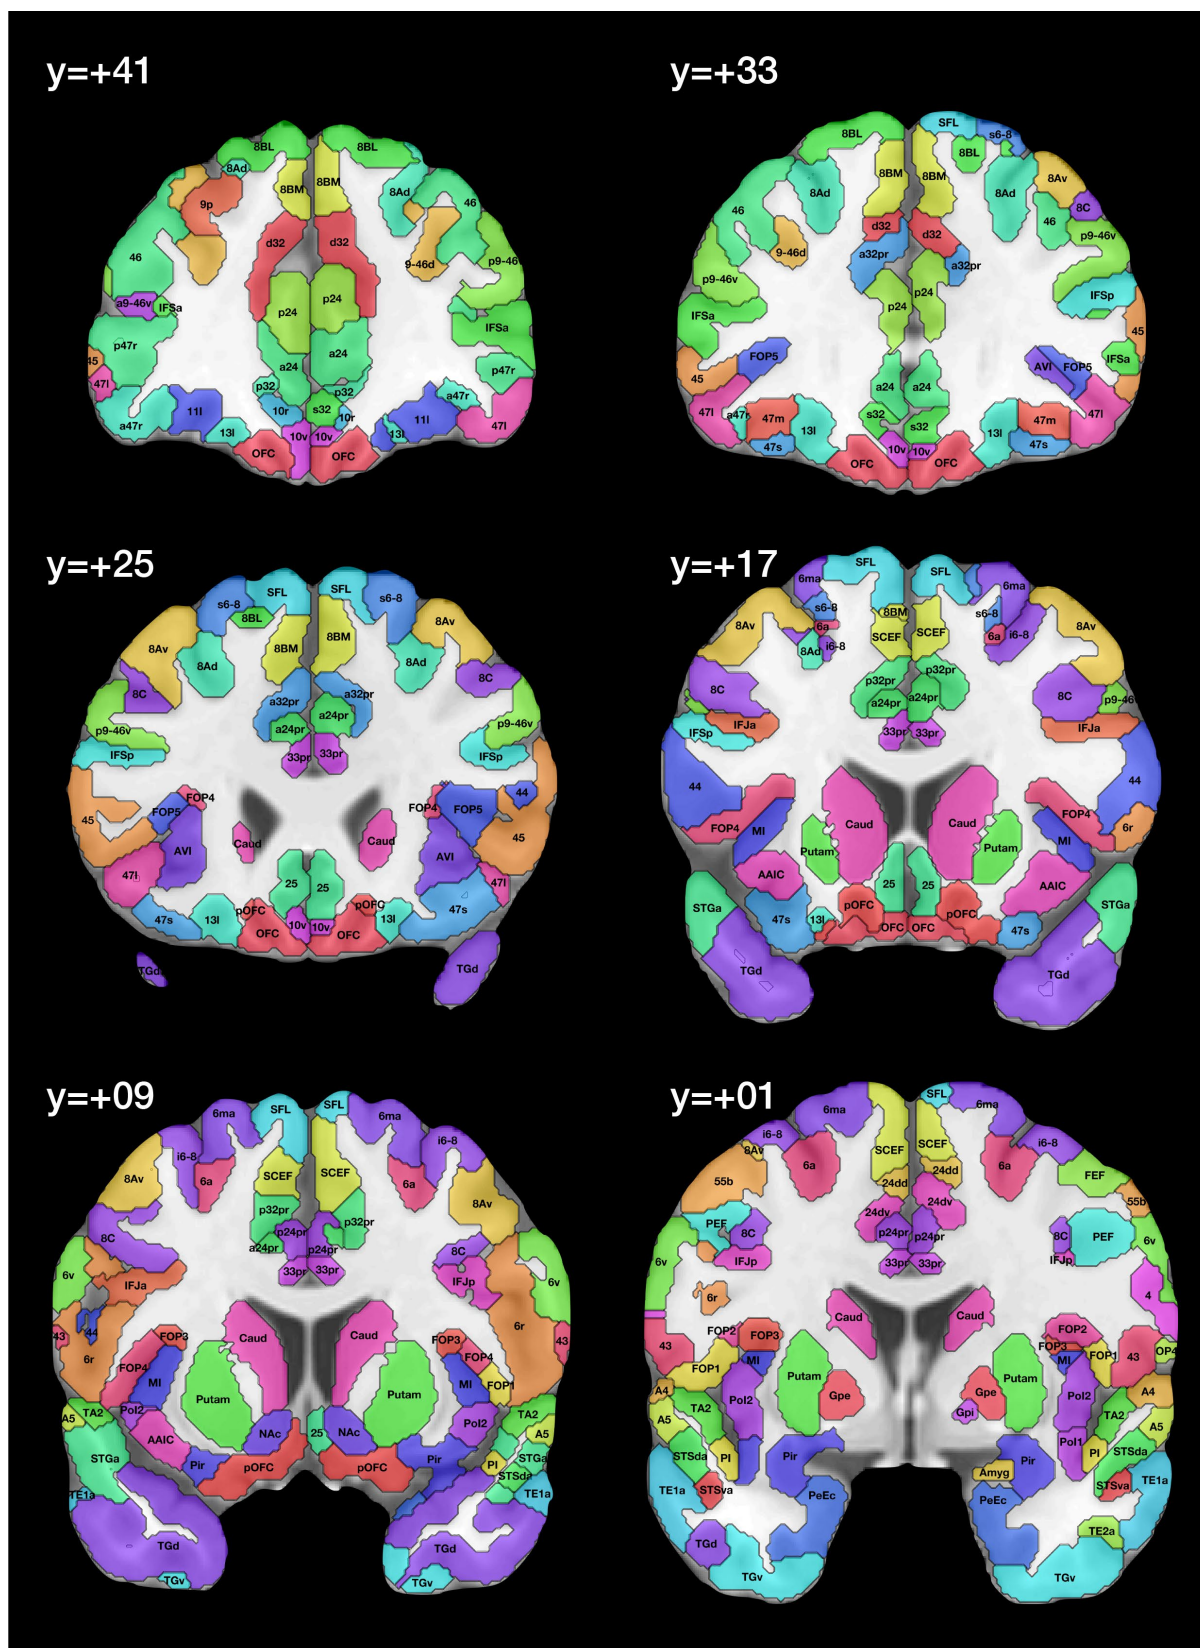 y=+41
y=+33
8BL
8BL
8Ad
8BM
8BM
8Ad
9p
46
d32
d32
46
9-46d
p9-46
a9-46v
IFSa
p24
p24
IFSa
p47r
a24
a24
45
47l
p32
p32
p47r
a47r
11l
10r
s32
10r
a47r
11l
47l
13l
10v
10v
13l
OFC
OFC
8BL
SFL
s6-8
8BL
8BM
8BM
8Ad
8Ad
8Av
8C
46
46
9-46d
d32
d32
p9-46v
a32pr
a32pr
p9-46v
IFSp
IFSa
p24
p24
45
FOP5
AVI
FOP5
IFSa
45
a24
a24
47l
a47r
47m
13l
s32
s32
13l
47m
47l
47s
10v
10v
47s
OFC
OFC
y=+25
y=+17
s6-8
SFL
SFL
s6-8
8BL
8Av
8BM
8BM
8Av
8Ad
8Ad
8C
a32pr
a32pr
8C
p9-46v
a24pr
a24pr
p9-46v
IFSp
33pr
33pr
IFSp
45
FOP5
FOP4
FOP4
FOP5
44
45
AVI
Caud
Caud
AVI
47l
25
25
47l
47s
13l
pOFC
10v
10v
pOFC
13l
47s
OFC
OFC
TGd
TGd
6ma
SFL
SFL
6ma
s6-8
8BM
s6-8
8Av
6a
SCEF
SCEF
6a
i6-8
8Av
8Ad
i6-8
8C
p32pr
p32pr
8C
a24pr
a24pr
p9-46
IFSp
IFJa
33pr
33pr
IFJa
44
44
FOP4
MI
Caud
Caud
FOP4
MI
6r
Putam
Putam
AAIC
25
25
AAIC
STGa
47s
13l
pOFC
pOFC
47s
STGa
OFC
OFC
TGd
TGd
y=+09
y=+01
6ma
SFL
SFL
6ma
i6-8
i6-8
8Av
6a
SCEF
SCEF
6a
8Av
p32pr
p32pr
8C
a24pr
p24pr
p24pr
8C
6v
IFJa
33pr
33pr
IFJp
6v
44
43
6r
FOP4
FOP3
Caud
Caud
FOP3
FOP4
6r
43
MI
MI
FOP1
Putam
Putam
A5
TA2
PoI2
PoI2
TA2
A5
AAIC
NAc
25
NAc
STGa
Pir
pOFC
pOFC
Pir
PI
STGa
STSda
TE1a
TE1a
TGd
TGd
TGv
TGv
6ma
SFL
6ma
i6-8
i6-8
8Av
6a
SCEF
SCEF
6a
FEF
55b
24dd
24dd
55b
PEF
8C
24dv
24dv
8C
PEF
6v
IFJp
p24pr
p24pr
IFJp
6v
33pr
33pr
6r
4
Caud
Caud
43
FOP2
FOP3
FOP2
FOP3
43
OP4
FOP1
MI
MI
FOP1
Putam
Gpe
Gpe
Putam
A4
PoI2
Gpi
PoI2
A4
A5
TA2
TA2
A5
STSda
PI
Pir
Pir
PoI1
PI
STSda
Amyg
TE1a
STSva
PeEc
PeEc
STSva
TE1a
TE2a
TGd
TGv
TGv